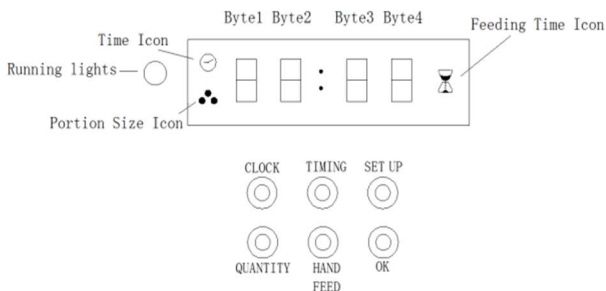 Byte1 Byte2 Byte3 Byte4
Feeding Time Icon
Time Icon
Running lights
Portion Size Icon
CLOCK TIMING SET UP
QUANTITY HAND FEED OK